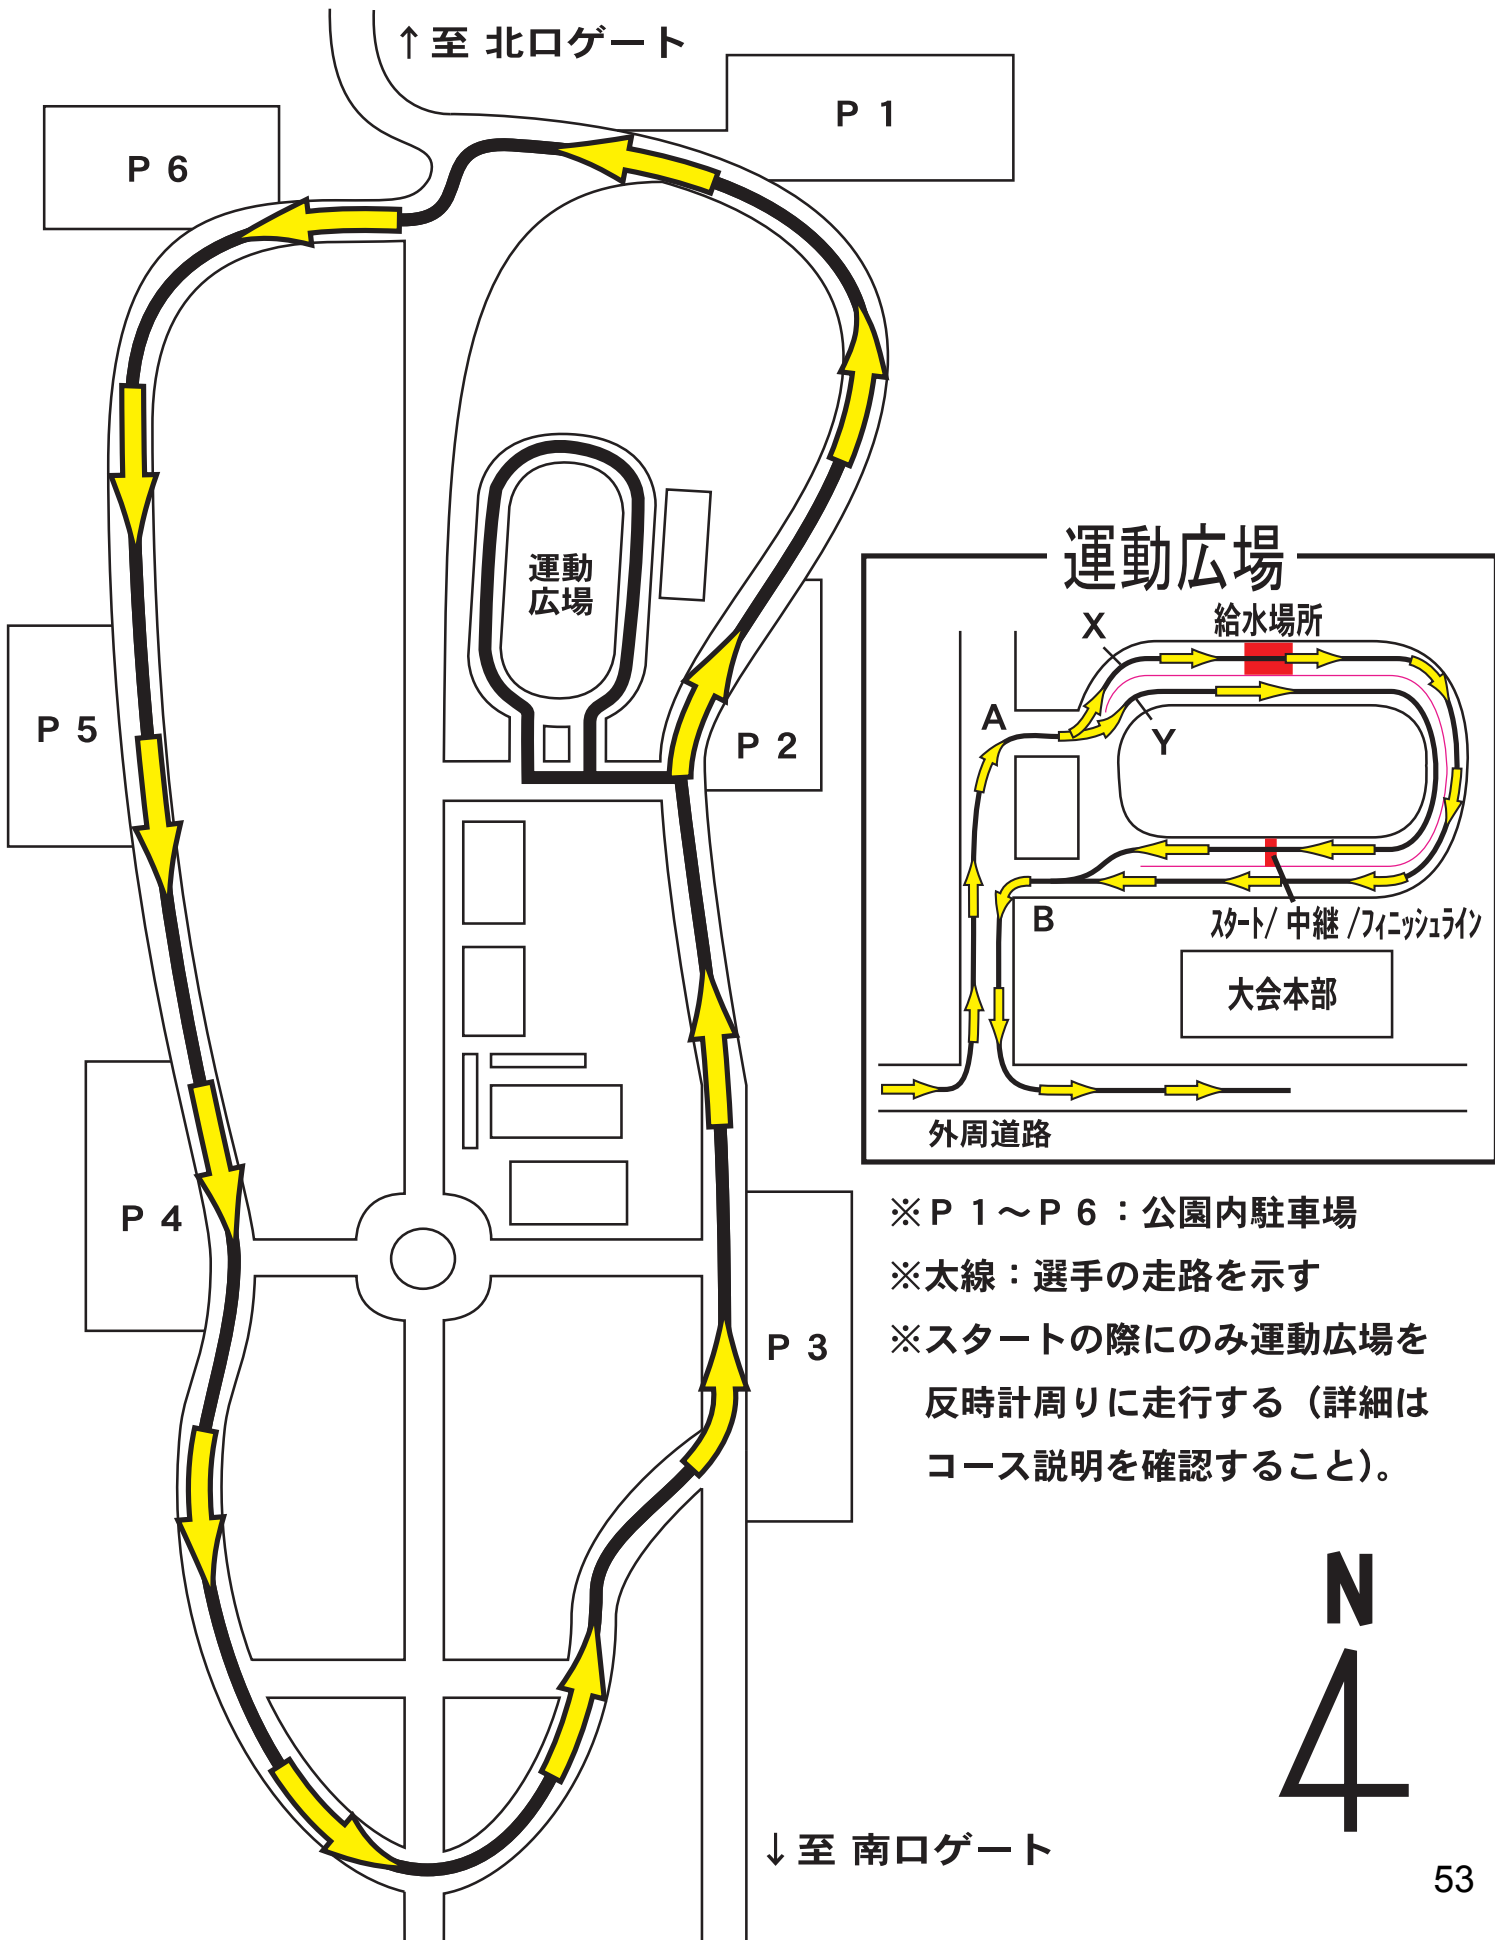 ↑ 至 北口ゲート
P 1
P 6
運動
広場
P 5
P 2
運動広場
給水場所
X
A
Y
B
スタート/ 中継 /フィニッシュライン
大会本部
外周道路
P 4
P 3
※P 1～P 6：公園内駐車場
※太線：選手の走路を示す
※スタートの際にのみ運動広場を
反時計周りに走行する（詳細は
コース説明を確認すること）。
N
↓ 至 南口ゲート
53